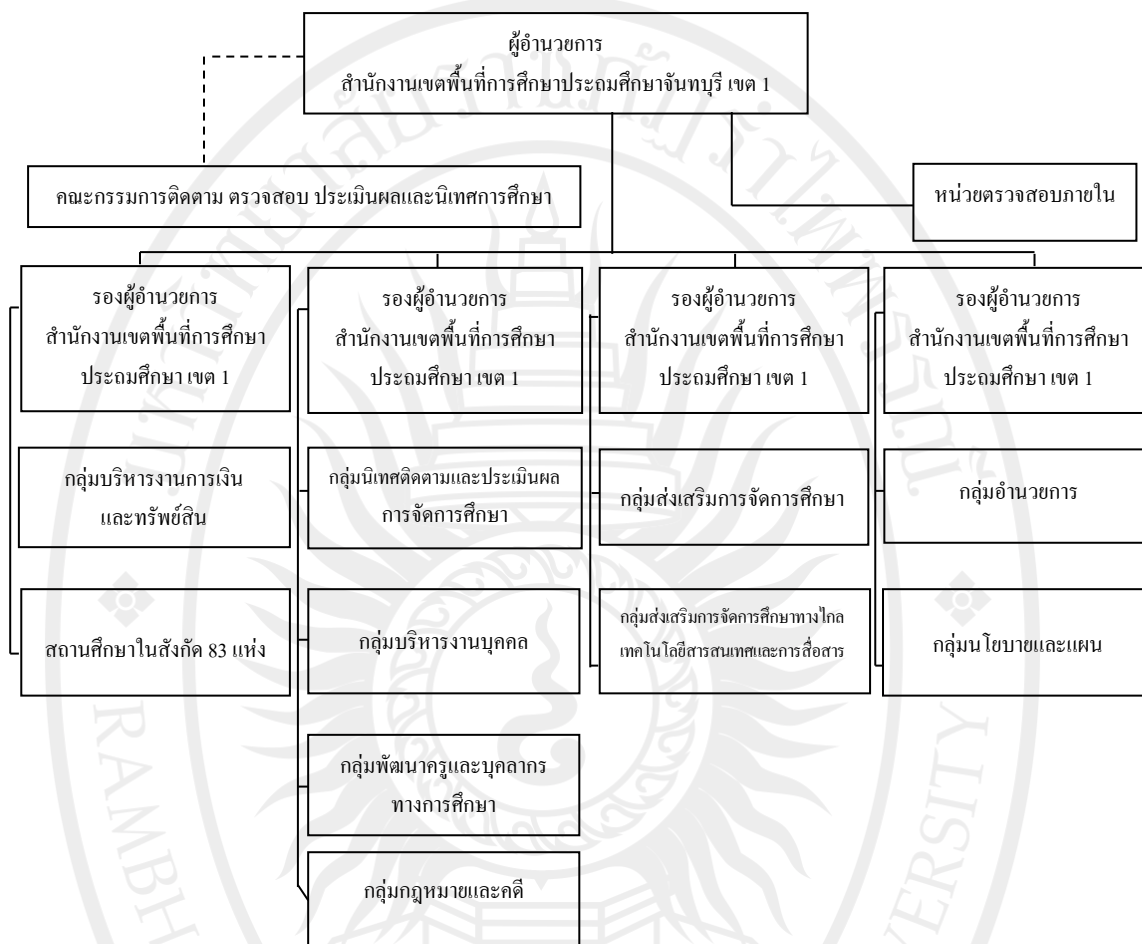 ผู้อำนวยการ
สำนักงานเขตพื้นที่การศึกษาประถมศึกษาจันทบุรี เขต 1
คณะกรรมการติดตาม ตรวจสอบ ประเมินผลและนิเทศการศึกษา
หน่วยตรวจสอบภายใน
รองผู้อำนวยการ
สำนักงานเขตพื้นที่การศึกษา
ประถมศึกษา เขต 1
รองผู้อำนวยการ
สำนักงานเขตพื้นที่การศึกษา
ประถมศึกษา เขต 1
รองผู้อำนวยการ
สำนักงานเขตพื้นที่การศึกษา
ประถมศึกษา เขต 1
รองผู้อำนวยการ
สำนักงานเขตพื้นที่การศึกษา
ประถมศึกษา เขต 1
กลุ่มบริหารงานการเงิน
และทรัพย์สิน
กลุ่มนิเทศติดตามและประเมินผล
การจัดการศึกษา
กลุ่มส่งเสริมการจัดการศึกษา
กลุ่มอำนวยการ
สถานศึกษาในสังกัด 83 แห่ง
กลุ่มบริหารงานบุคคล
กลุ่มส่งเสริมการจัดการศึกษาทางไกล
เทคโนโลยีสารสนเทศและการสื่อสาร
กลุ่มนโยบายและแผน
กลุ่มพัฒนาครูและบุคลากร
ทางการศึกษา
กลุ่มกฎหมายและคดี